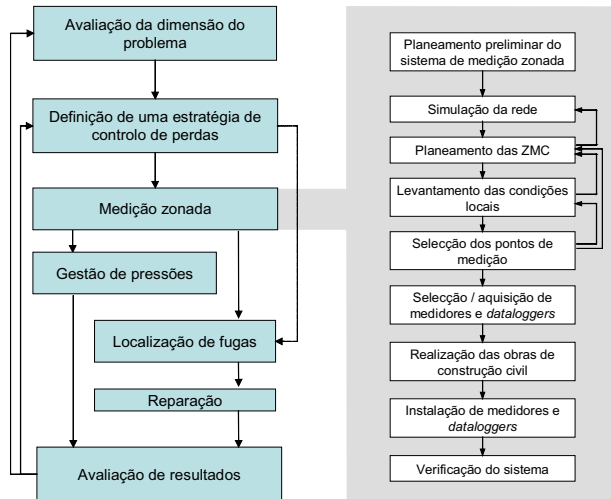 Avaliação da dimensão do
problema
Definição de uma estratégia de
controlo de perdas
Medição zonada
Gestão de pressões
Localização de fugas
Reparação
Avaliação de resultados
Planeamento preliminar do
sistema de medição zonada
Simulação da rede
Planeamento das ZMC
Levantamento das condições
locais
Selecção dos pontos de
medição
Selecção / aquisição de
medidores e dataloggers
Realização das obras de
construção civil
Instalação de medidores e
dataloggers
Verificação do sistema